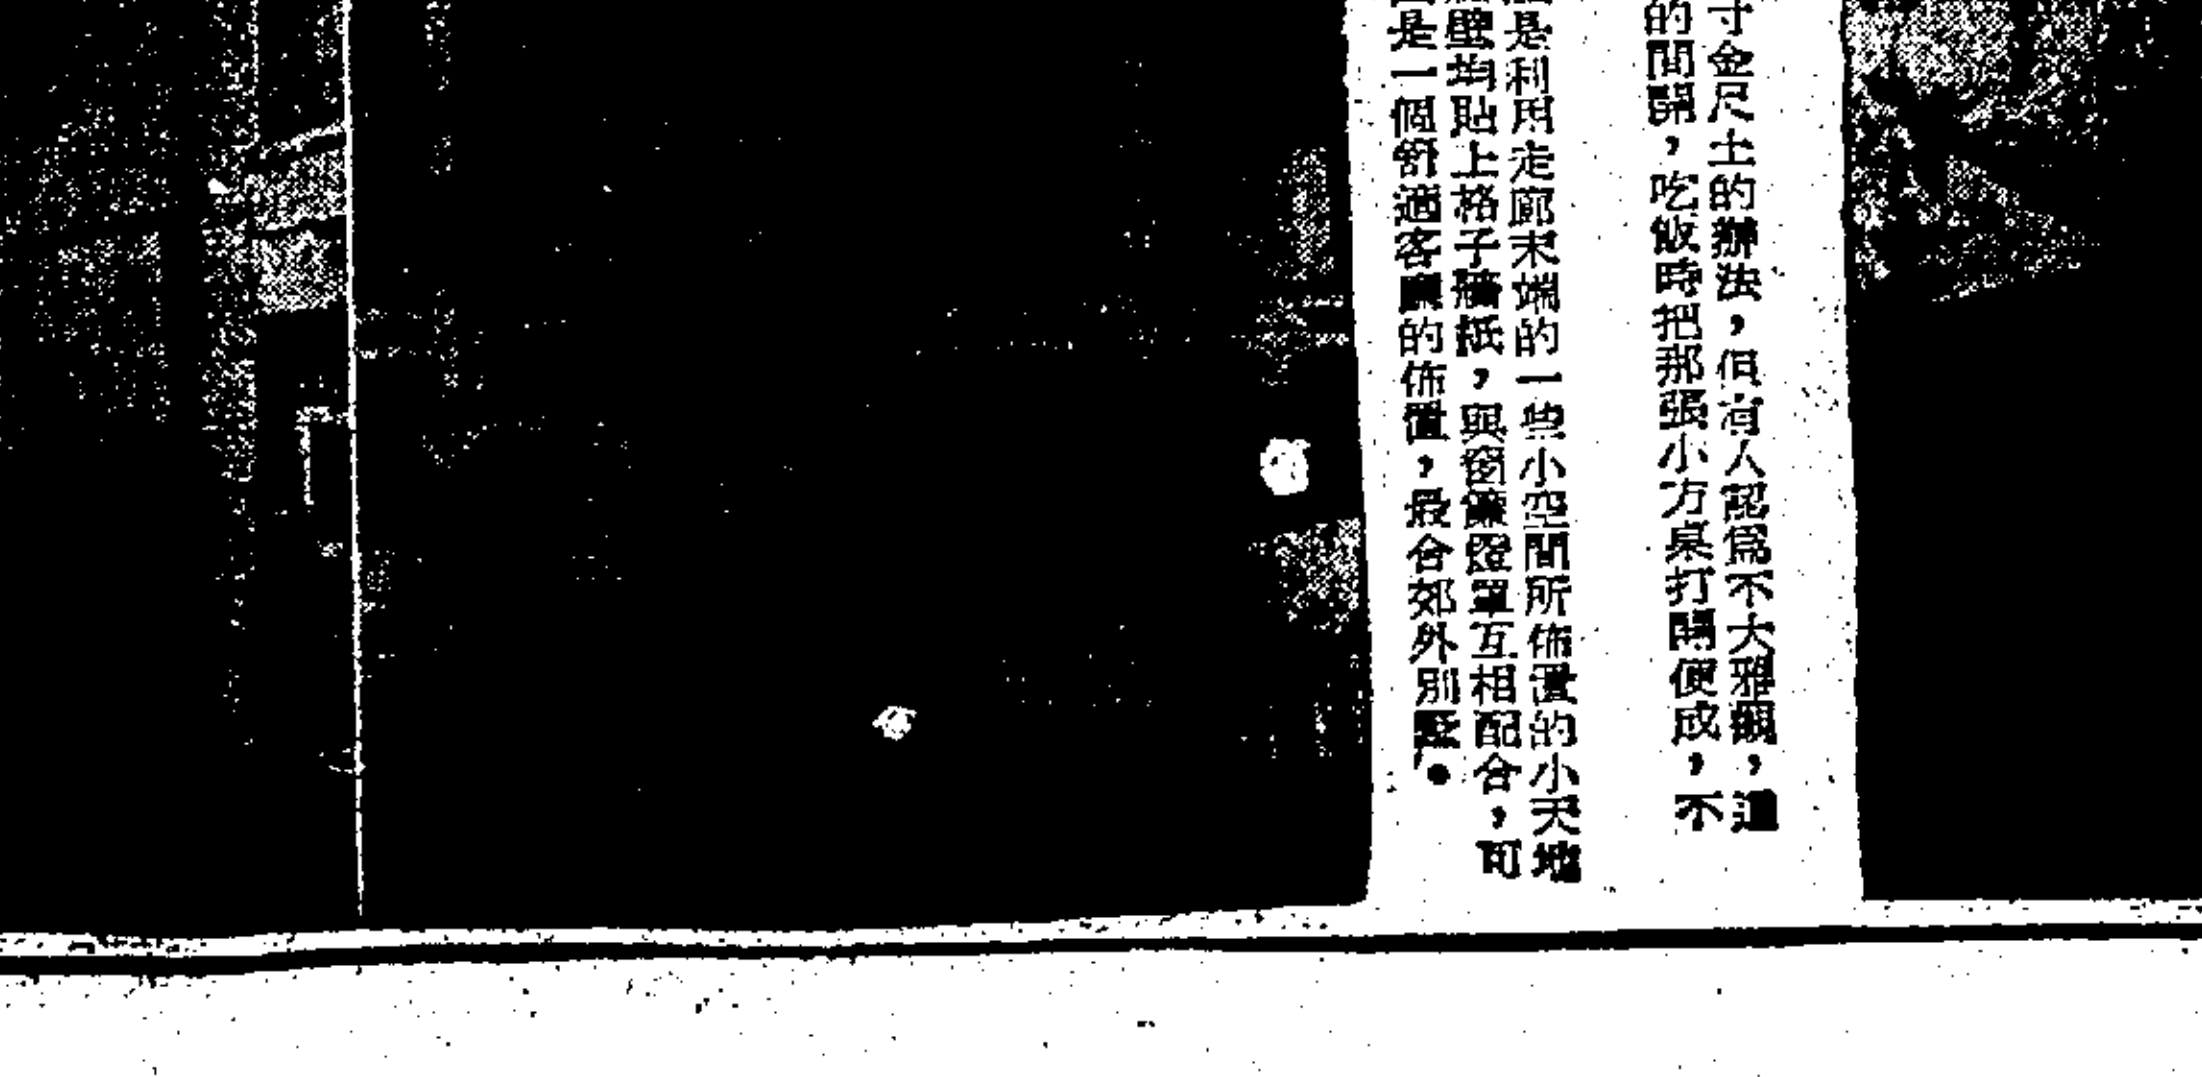 寸金尺土的辦法，但有人認爲不大雅觀，這
的間開，吃飯時把那張小方桌打開便成，不
是利用走廊末端的一些小空間所佈置的小天地
壁均貼上格子牆紙，與窗簾燈罩互相配合，可
是一個舒適客廳的佈置，最合郊外別墅。